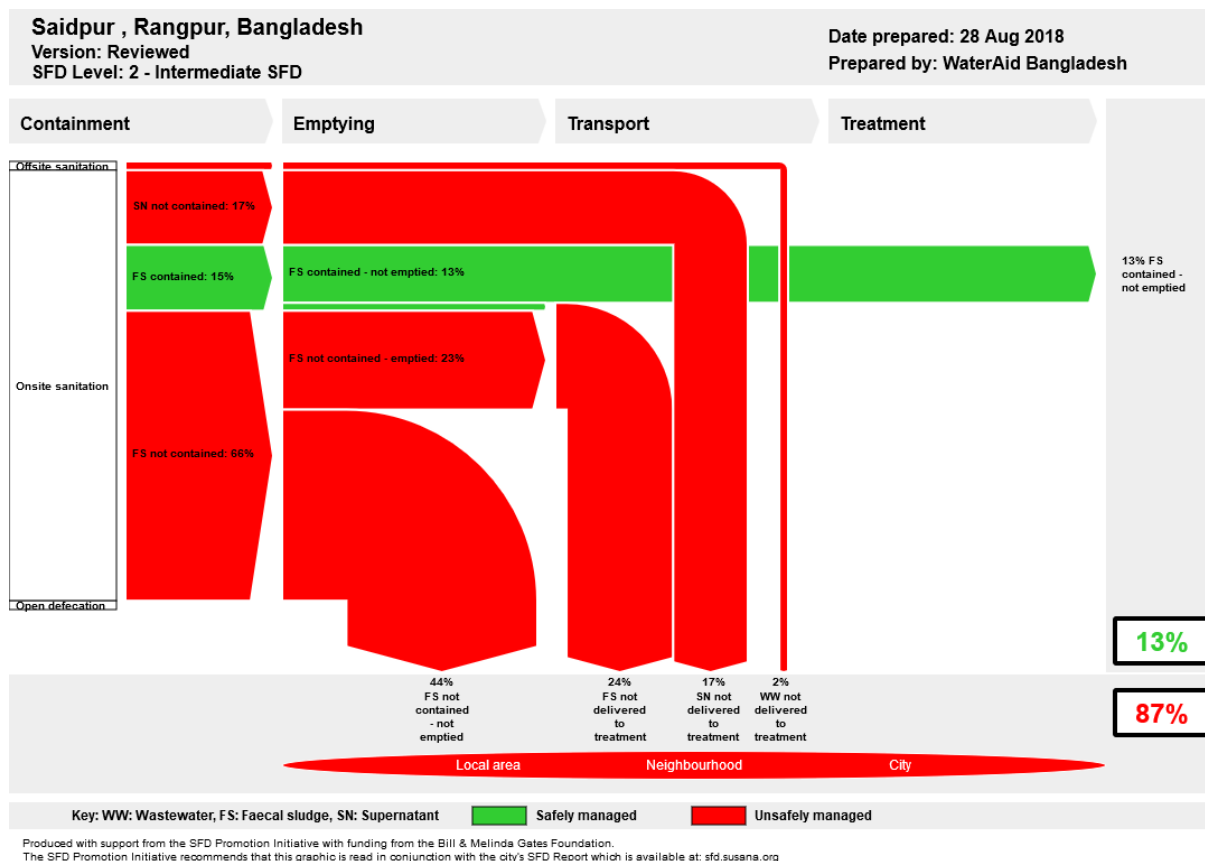 Saidpur , Rangpur, Bangladesh
Version: Reviewed
SFD Level: 2 - Intermediate SFD
Date prepared: 28 Aug 2018
Prepared by: WaterAid Bangladesh
Containment
Emptying
Transport
Treatment
Offsite sanitation
SN not contained: 17%
FS contained: 15%
FS contained - not emptied: 13%
13% FS
contained -
not emptied
FS not contained - emptied: 23%
Onsite sanitation
FS not contained: 66%
Open defecation
13%
44%
FS not
contained
- not
emptied
24%
FS not
delivered
to
treatment
17%
SN not
delivered
to
treatment
2%
WW not
delivered
to
treatment
87%
Local area
Neighbourhood
City
Key: WW: Wastewater, FS: Faecal sludge, SN: Supernatant
Safely managed
Unsafely managed
Produced with support from the SFD Promotion Initiative with funding from the Bill & Melinda Gates Foundation.
The SFD Promotion Initiative recommends that this graphic is read in conjunction with the city's SFD Report which is available at: sfd.susana.org